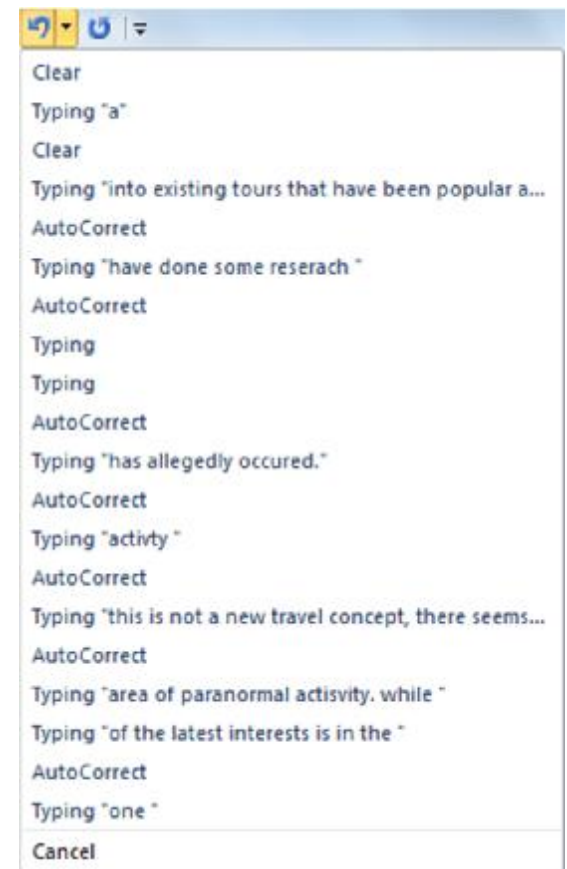 Clear
Typing "a"
Clear
Typing "into existing tours that have been popular a...
AutoCorrect
Typing "have done some reserach "
AutoCorrect
Typing
Typing
AutoCorrect
Typing "has allegedly occured."
AutoCorrect
Typing "activty "
AutoCorrect
Typing "this is not a new travel concept, there seems...
AutoCorrect
Typing "area of paranormal actisvity. while "
Typing "of the latest interests is in the "
AutoCorrect
Typing "one "
Cancel